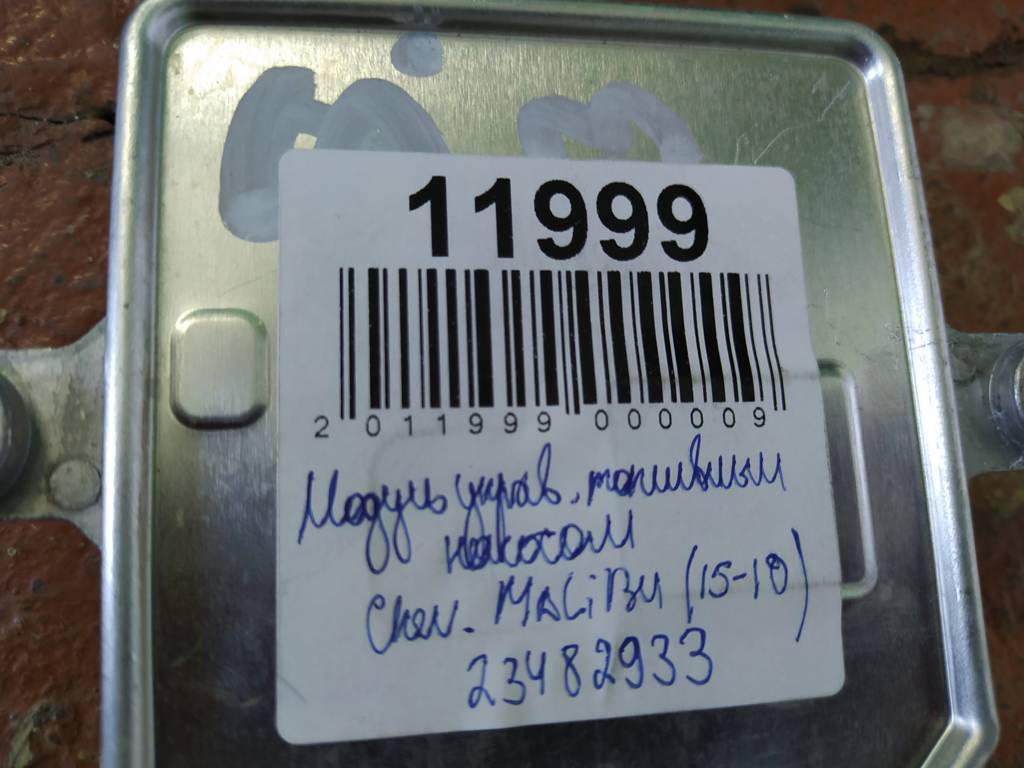 11999
2 011999 000009
Модуль управ. топливным
насосом
Chev. MALiBU (15-18)
23482933